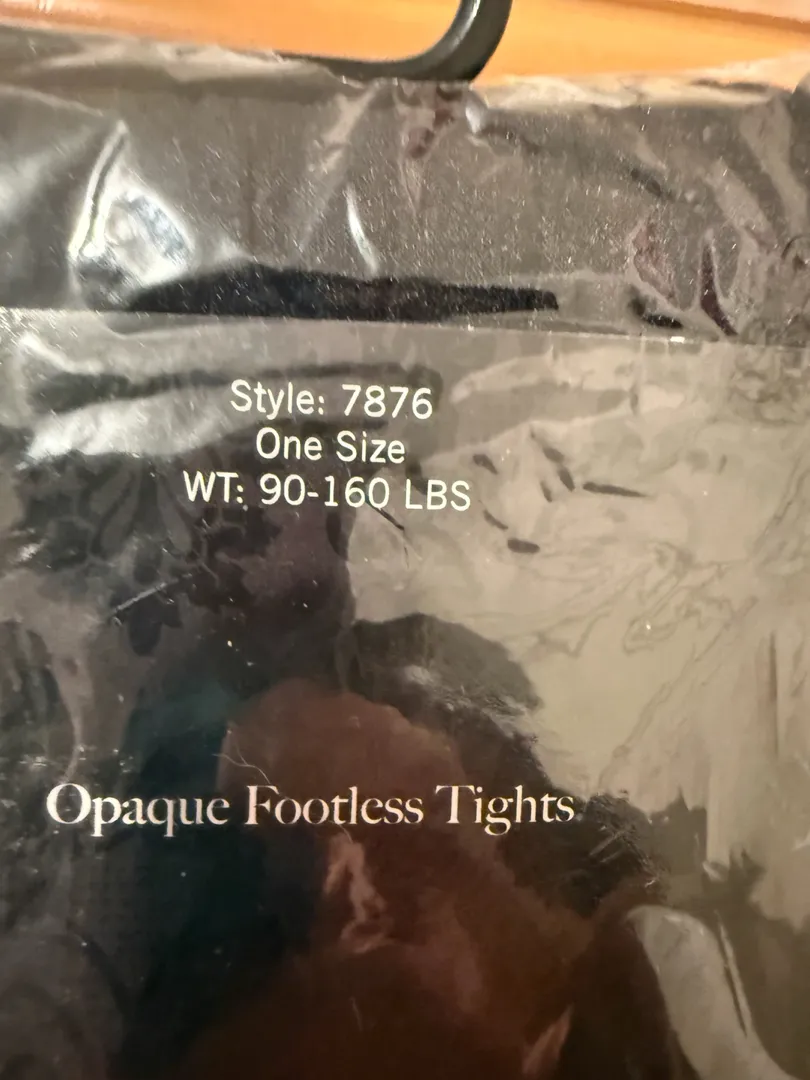 Style: 7876
One Size
WT: 90-160 LBS
Opaque Footless Tights